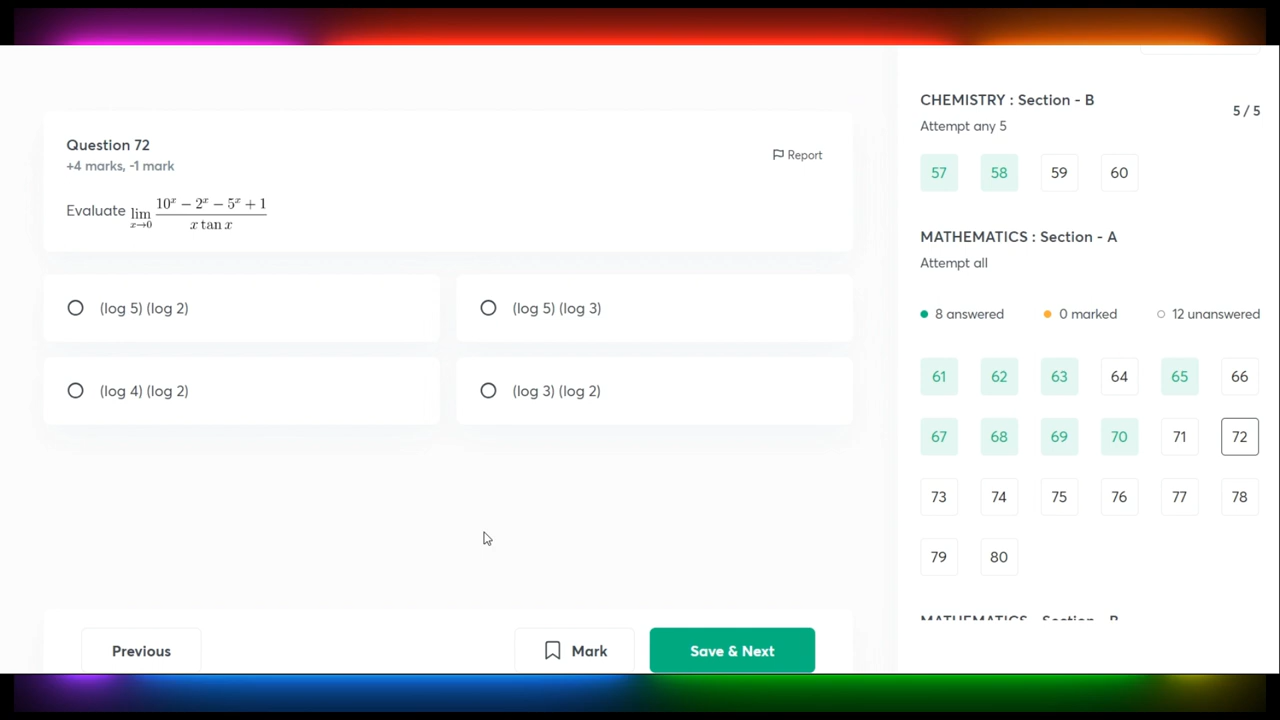 Question 72
+4 marks, -1 mark
Report
Evaluate lim x→0 (10^x − 2^x − 5^x + 1) / (x tan x)
(log 5) (log 2)
(log 5) (log 3)
(log 4) (log 2)
(log 3) (log 2)
Previous
Mark
Save & Next
CHEMISTRY : Section - B
5 / 5
Attempt any 5
57 58 59 60
MATHEMATICS : Section - A
Attempt all
8 answered 0 marked 12 unanswered
61 62 63 64 65 66
67 68 69 70 71 72
73 74 75 76 77 78
79 80
MATHEMATICS - Section - B